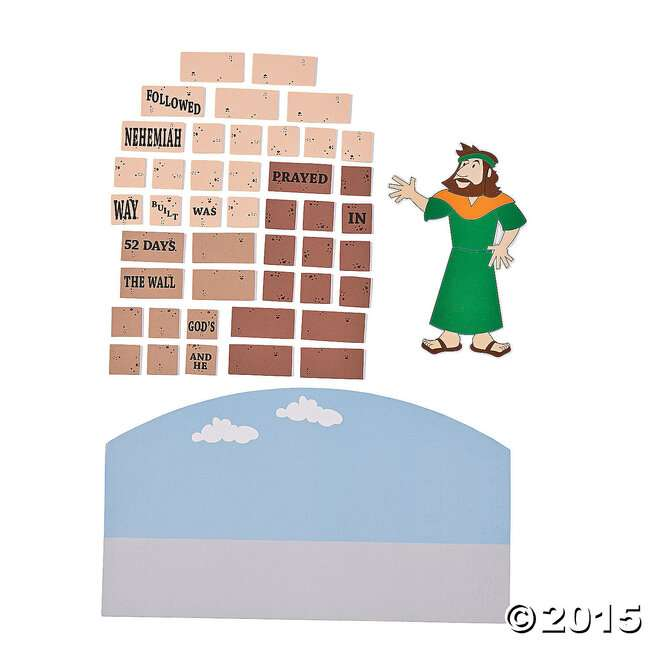 FOLLOWED
NEHEMIAH
PRAYED
WAY BUILT WAS IN
52 DAYS
THE WALL
GOD'S
AND
HE
©2015